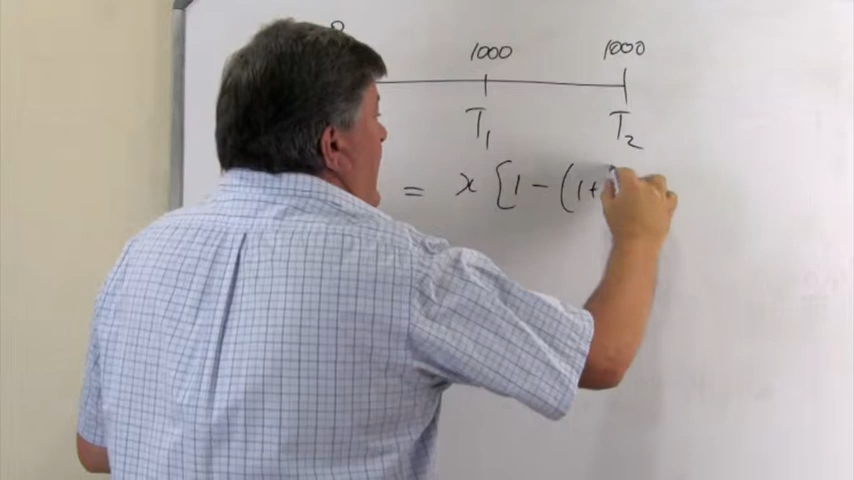 1000 1000
T1 T2
= x [1 - (1+